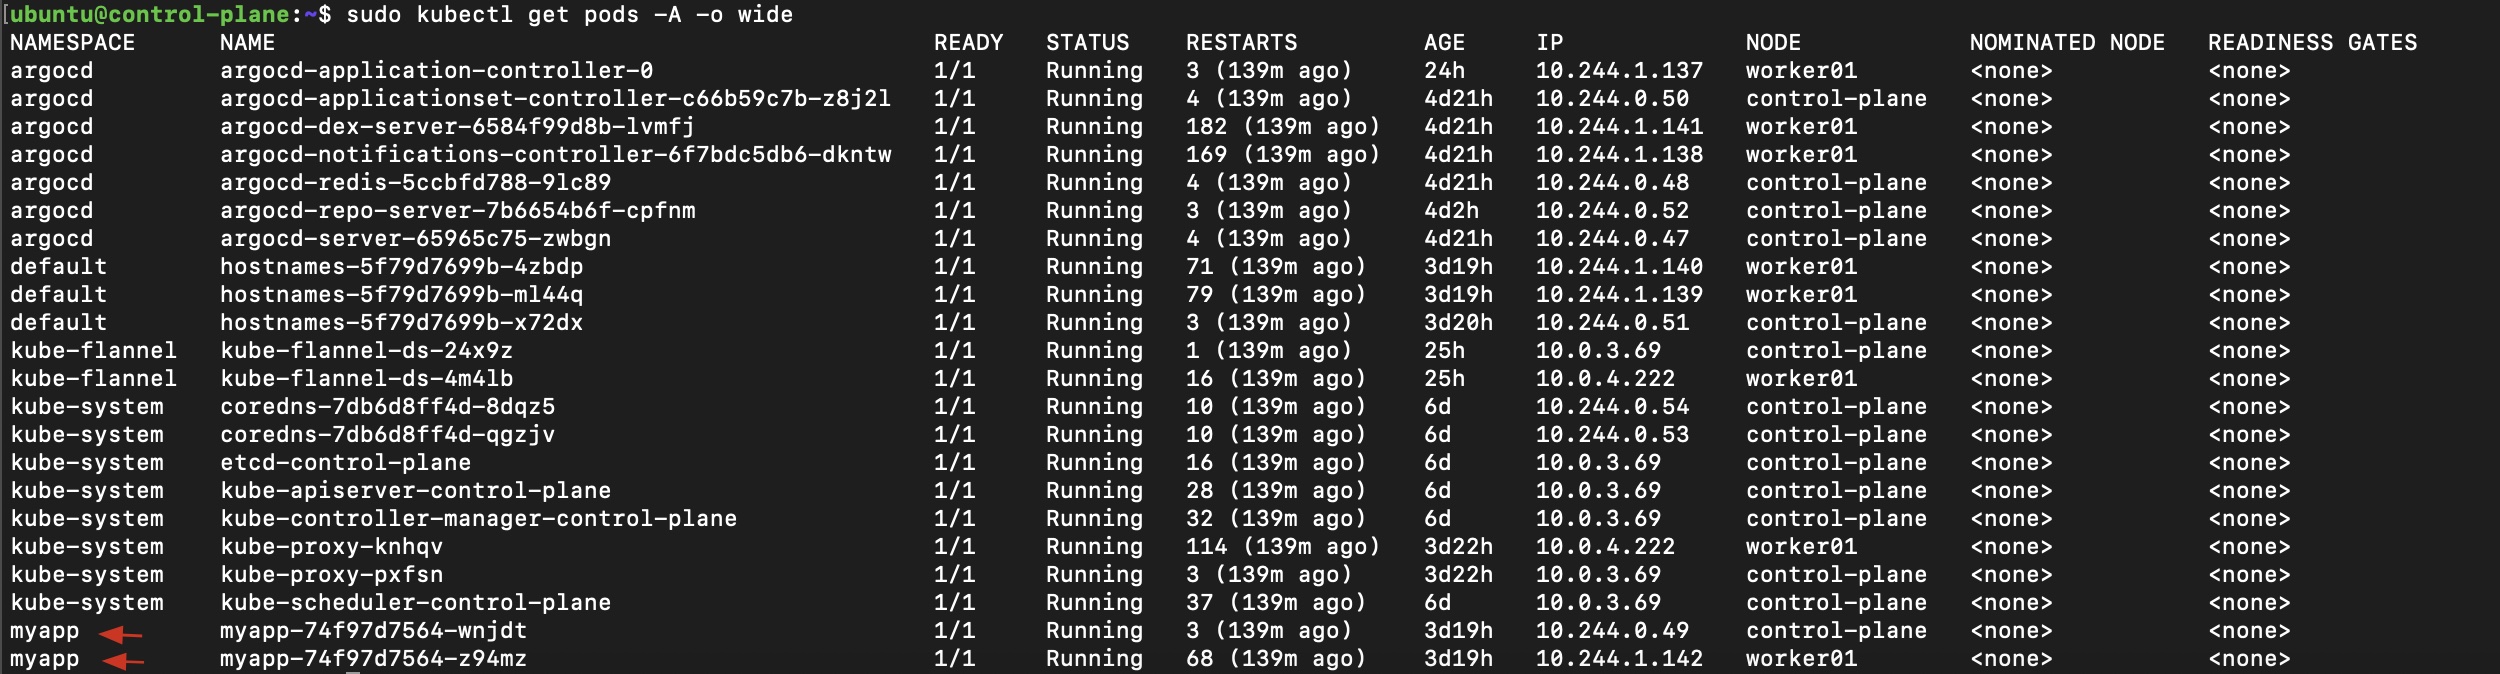 [ubuntu@control-plane:~$ sudo kubectl get pods -A -o wide
NAMESPACE NAME READY STATUS RESTARTS AGE IP NODE NOMINATED NODE READINESS GATES
argocd argocd-application-controller-0 1/1 Running 3 (139m ago) 24h 10.244.1.137 worker01 <none> <none>
argocd argocd-applicationset-controller-c66b59c7b-z8j2l 1/1 Running 4 (139m ago) 4d21h 10.244.0.50 control-plane <none> <none>
argocd argocd-dex-server-6584f99d8b-lvmfj 1/1 Running 182 (139m ago) 4d21h 10.244.1.141 worker01 <none> <none>
argocd argocd-notifications-controller-6f7bdc5db6-dkntw 1/1 Running 169 (139m ago) 4d21h 10.244.1.138 worker01 <none> <none>
argocd argocd-redis-5ccbfd788-9lc89 1/1 Running 4 (139m ago) 4d21h 10.244.0.48 control-plane <none> <none>
argocd argocd-repo-server-7b6654b6f-cpfnm 1/1 Running 3 (139m ago) 4d2h 10.244.0.52 control-plane <none> <none>
argocd argocd-server-65965c75-zwbgn 1/1 Running 4 (139m ago) 4d21h 10.244.0.47 control-plane <none> <none>
default hostnames-5f79d7699b-4zbdp 1/1 Running 71 (139m ago) 3d19h 10.244.1.140 worker01 <none> <none>
default hostnames-5f79d7699b-ml44q 1/1 Running 79 (139m ago) 3d19h 10.244.1.139 worker01 <none> <none>
default hostnames-5f79d7699b-x72dx 1/1 Running 3 (139m ago) 3d20h 10.244.0.51 control-plane <none> <none>
kube-flannel kube-flannel-ds-24x9z 1/1 Running 1 (139m ago) 25h 10.0.3.69 control-plane <none> <none>
kube-flannel kube-flannel-ds-4m4lb 1/1 Running 16 (139m ago) 25h 10.0.4.222 worker01 <none> <none>
kube-system coredns-7db6d8ff4d-8dqz5 1/1 Running 10 (139m ago) 6d 10.244.0.54 control-plane <none> <none>
kube-system coredns-7db6d8ff4d-qgzjv 1/1 Running 10 (139m ago) 6d 10.244.0.53 control-plane <none> <none>
kube-system etcd-control-plane 1/1 Running 16 (139m ago) 6d 10.0.3.69 control-plane <none> <none>
kube-system kube-apiserver-control-plane 1/1 Running 28 (139m ago) 6d 10.0.3.69 control-plane <none> <none>
kube-system kube-controller-manager-control-plane 1/1 Running 32 (139m ago) 6d 10.0.3.69 control-plane <none> <none>
kube-system kube-proxy-knhqv 1/1 Running 114 (139m ago) 3d22h 10.0.4.222 worker01 <none> <none>
kube-system kube-proxy-pxfsn 1/1 Running 3 (139m ago) 3d22h 10.0.3.69 control-plane <none> <none>
kube-system kube-scheduler-control-plane 1/1 Running 37 (139m ago) 6d 10.0.3.69 control-plane <none> <none>
myapp myapp-74f97d7564-wnjdt 1/1 Running 3 (139m ago) 3d19h 10.244.0.49 control-plane <none> <none>
myapp myapp-74f97d7564-z94mz 1/1 Running 68 (139m ago) 3d19h 10.244.1.142 worker01 <none> <none>